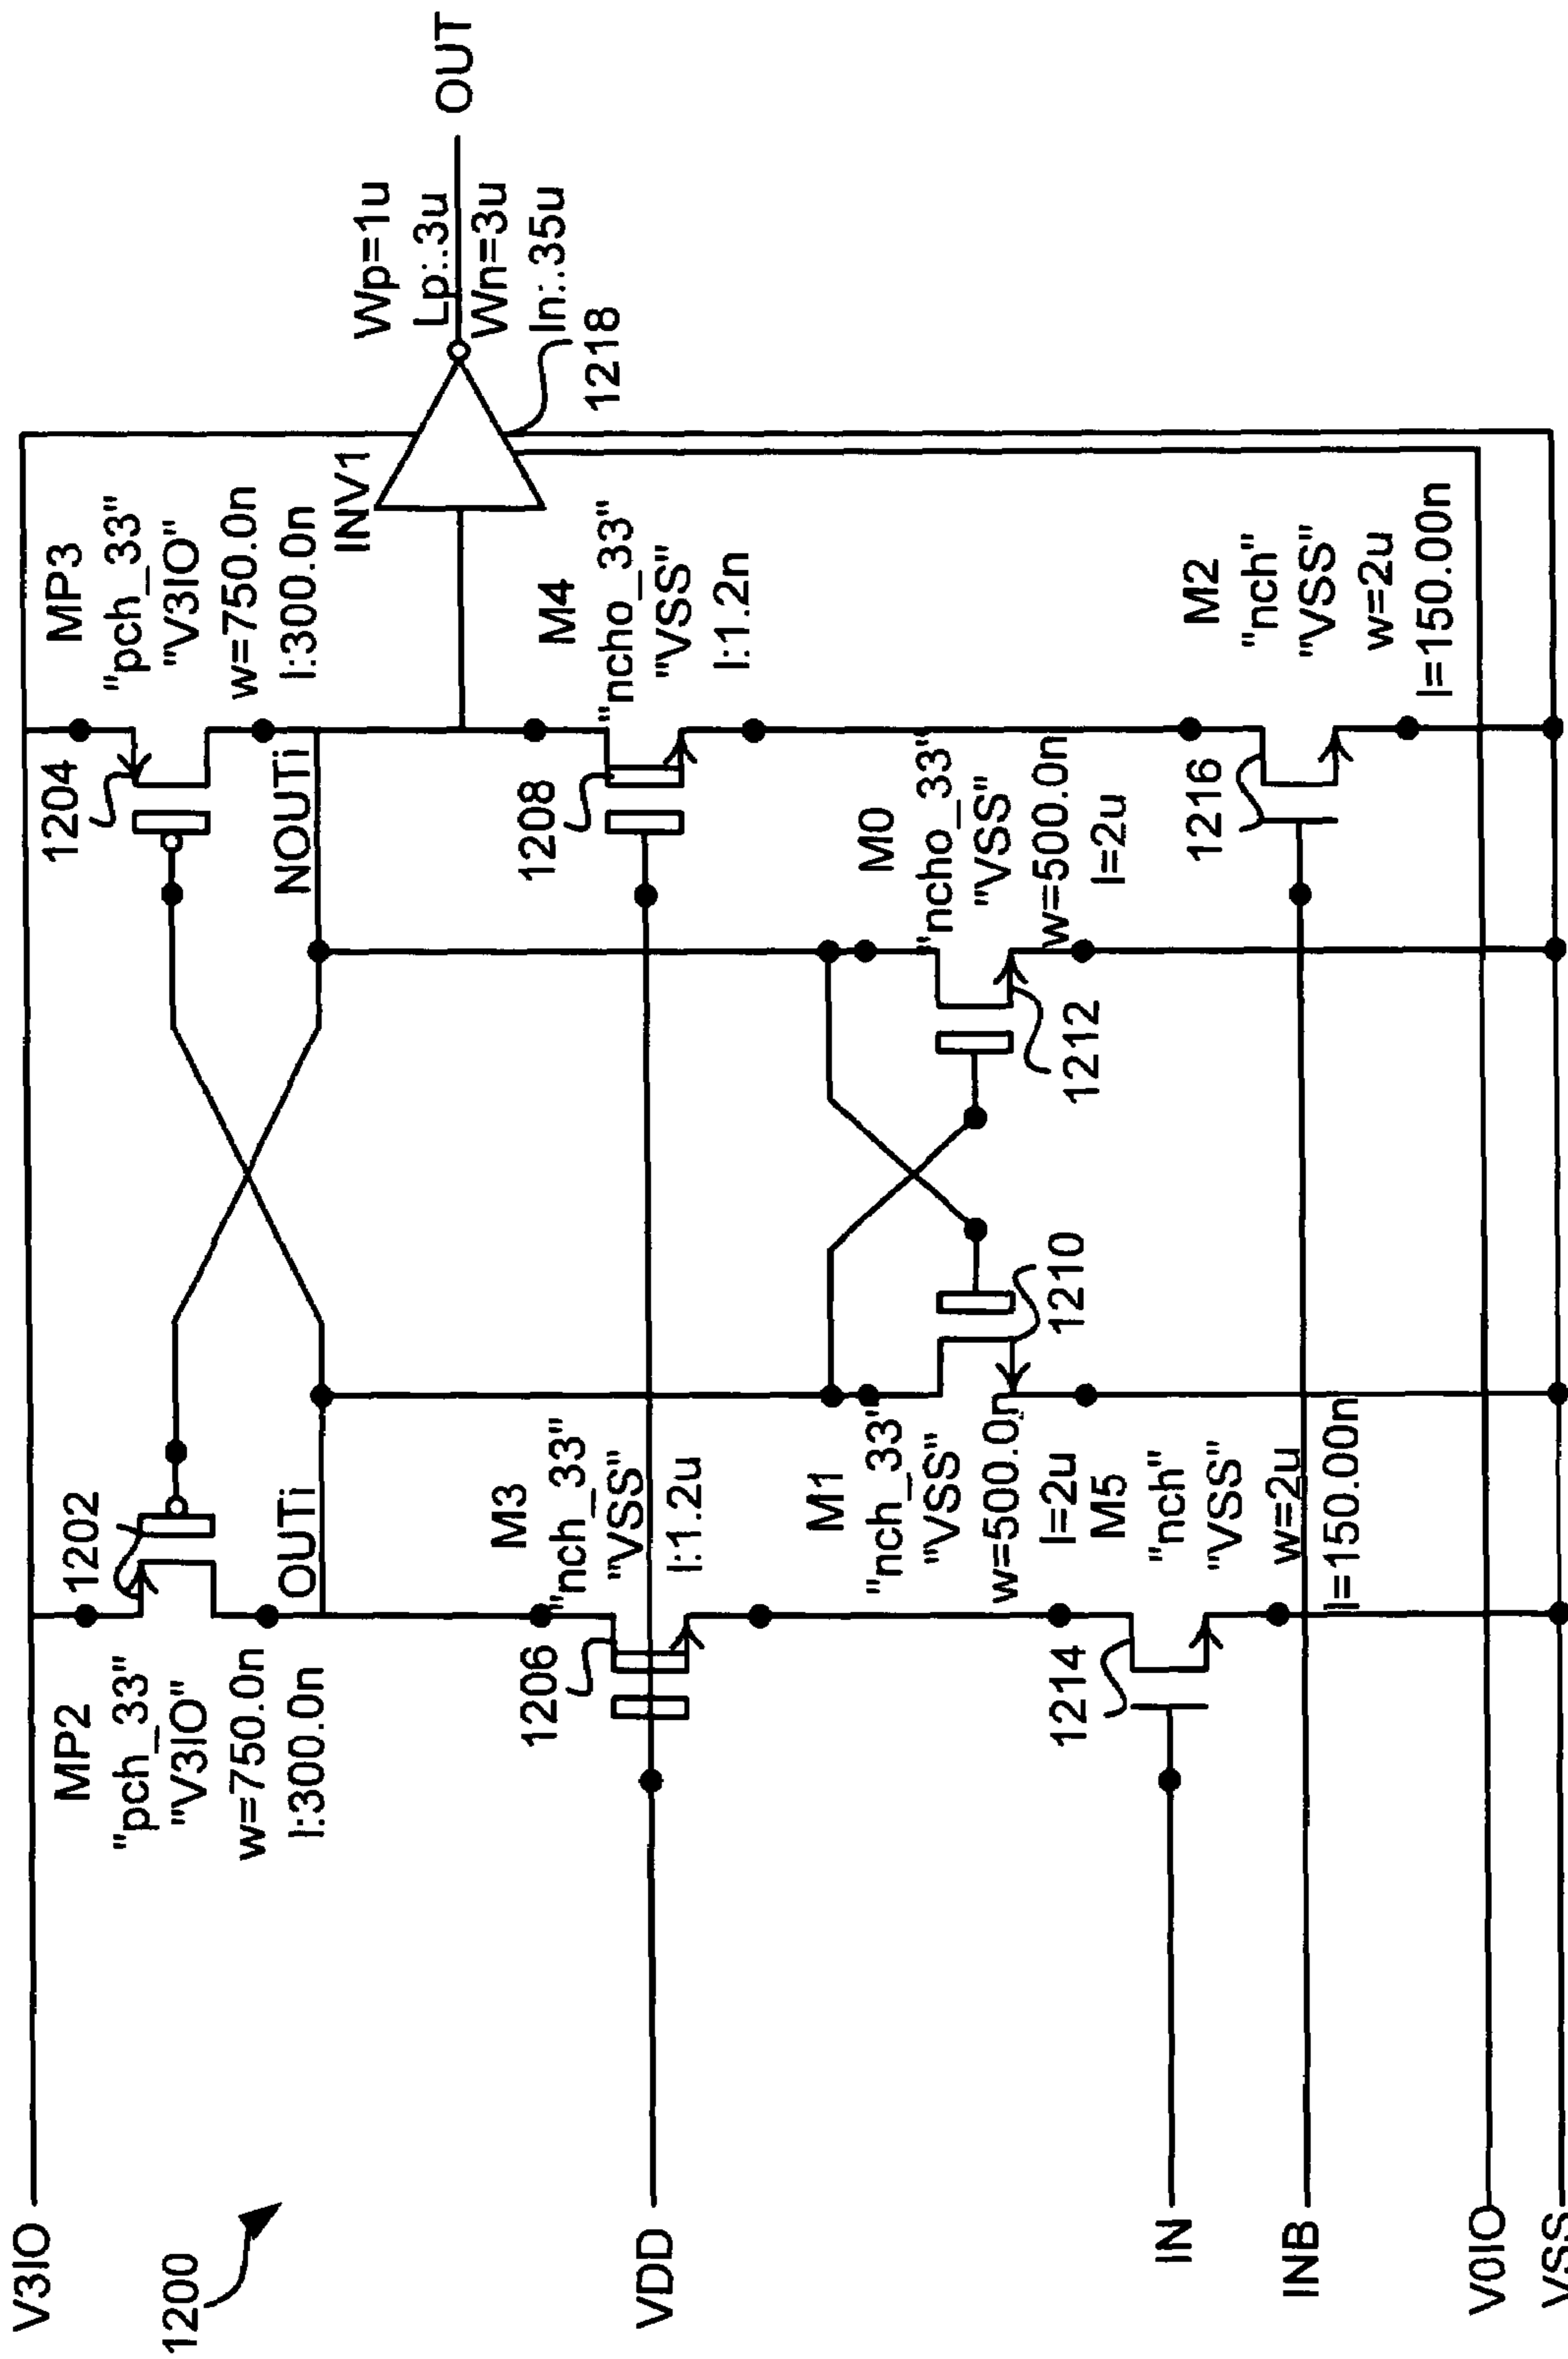 V3IO
1200
VDD
IN
INB
V0IO
VSS
MP2
"pch_33"
"V3IO"
w=750.0n
l:300.0n
1202
OUTi
1206
M3
"nch_33"
"VSS"
l:1.2u
M1
"nch_33"
"VSS"
w=500.0n
l=2u
1210
1214
M5
"nch"
"VSS"
w=2u
l=150.00n
MP3
"pch_33"
"V3IO"
w=750.0n
l:300.0n
1204
NOUTi
1208
M4
"ncho_33"
"VSS"
l:1.2n
M0
"ncho_33"
"VSS"
w=500.0n
l=2u
1212
1216
M2
"nch"
"VSS"
w=2u
l=150.00n
INV1
1218
Wp=1u
Lp:.3u
Wn=3u
ln:.35u
OUT